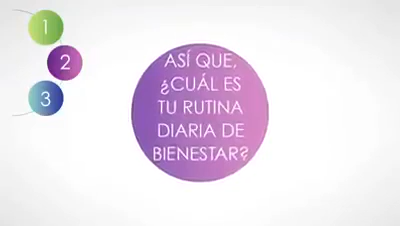 1
2
3
ASÍ QUE,
¿CUÁL ES
TU RUTINA
DIARIA DE
BIENESTAR?